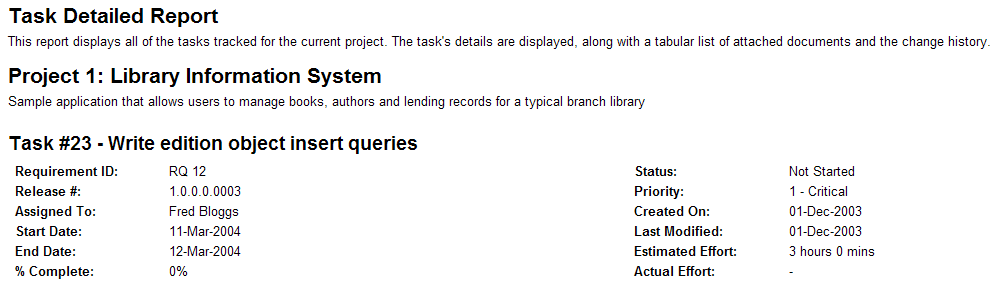 Task Detailed Report
This report displays all of the tasks tracked for the current project. The task's details are displayed, along with a tabular list of attached documents and the change history.
Project 1: Library Information System
Sample application that allows users to manage books, authors and lending records for a typical branch library
Task #23 - Write edition object insert queries
Requirement ID: RQ 12 Status: Not Started
Release #: 1.0.0.0.0003 Priority: 1 - Critical
Assigned To: Fred Bloggs Created On: 01-Dec-2003
Start Date: 11-Mar-2004 Last Modified: 01-Dec-2003
End Date: 12-Mar-2004 Estimated Effort: 3 hours 0 mins
% Complete: 0% Actual Effort: -